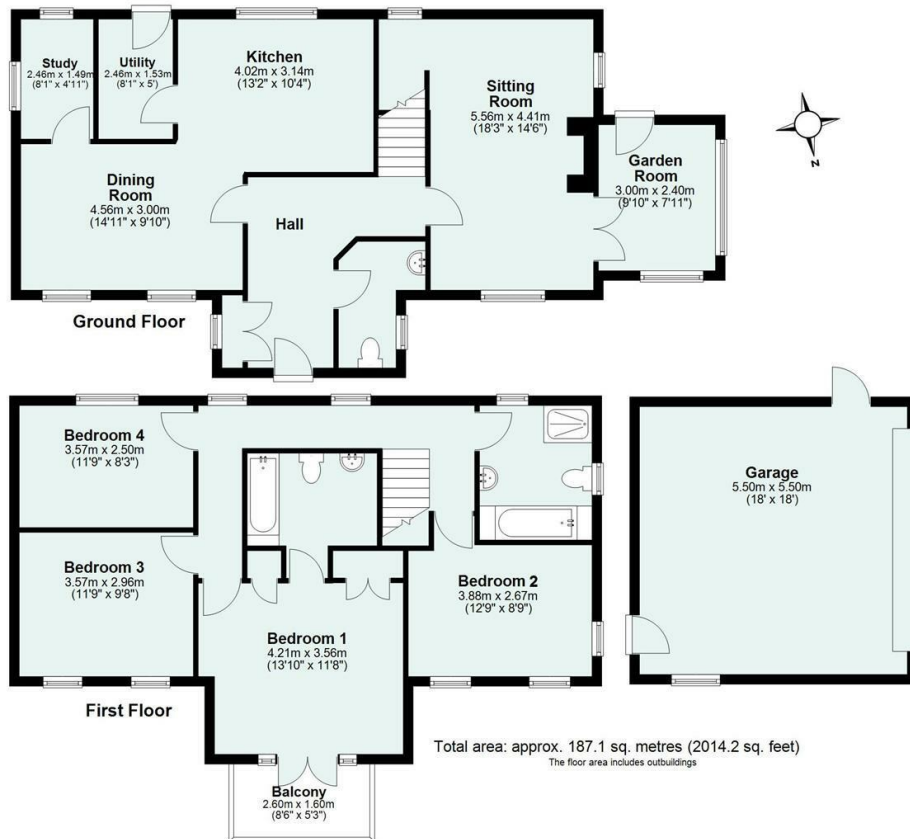 Study
2.46m x 1.49m
(8'1" x 4'11")
Utility
2.46m x 1.53m
(8'1" x 5')
Kitchen
4.02m x 3.14m
(13'2" x 10'4")
Sitting
Room
5.56m x 4.41m
(18'3" x 14'6")
Garden
Room
3.00m x 2.40m
(9'10" x 7'11")
N
Dining
Room
4.56m x 3.00m
(14'11" x 9'10")
Hall
Ground Floor
Bedroom 4
3.57m x 2.50m
(11'9" x 8'3")
Bedroom 3
3.57m x 2.96m
(11'9" x 9'8")
Bedroom 1
4.21m x 3.56m
(13'10" x 11'8")
Bedroom 2
3.88m x 2.67m
(12'9" x 8'9")
Garage
5.50m x 5.50m
(18' x 18')
First Floor
Balcony
2.60m x 1.60m
(8'6" x 5'3")
Total area: approx. 187.1 sq. metres (2014.2 sq. feet)
The floor area includes outbuildings